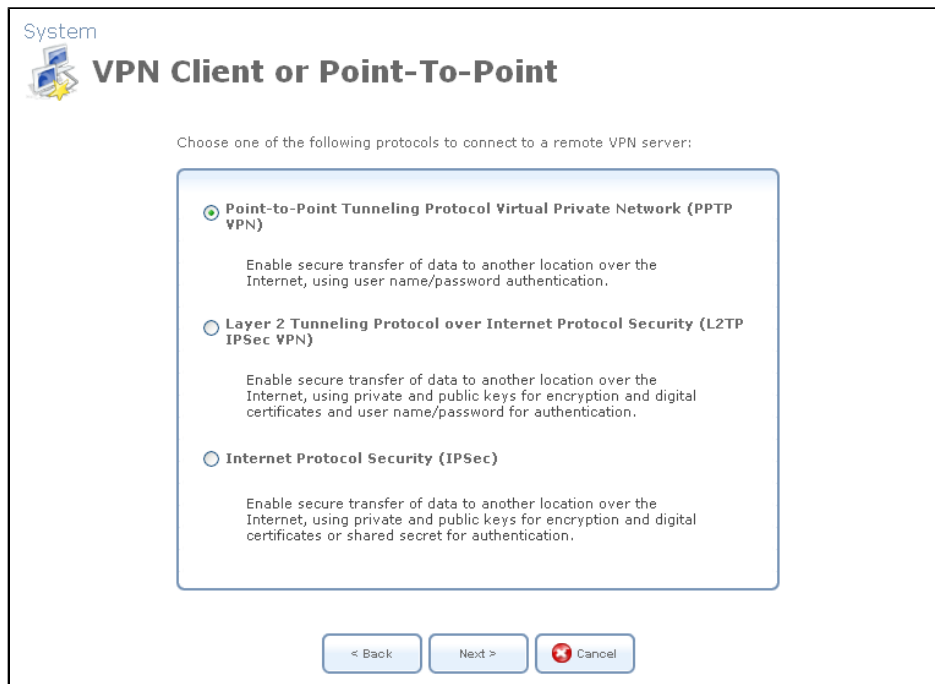 System
VPN Client or Point-To-Point
Choose one of the following protocols to connect to a remote VPN server:
Point-to-Point Tunneling Protocol Virtual Private Network (PPTP
VPN)
Enable secure transfer of data to another location over the
Internet, using user name/password authentication.
Layer 2 Tunneling Protocol over Internet Protocol Security (L2TP
IPSec VPN)
Enable secure transfer of data to another location over the
Internet, using private and public keys for encryption and digital
certificates and user name/password for authentication.
Internet Protocol Security (IPSec)
Enable secure transfer of data to another location over the
Internet, using private and public keys for encryption and digital
certificates or shared secret for authentication.
< Back Next > Cancel